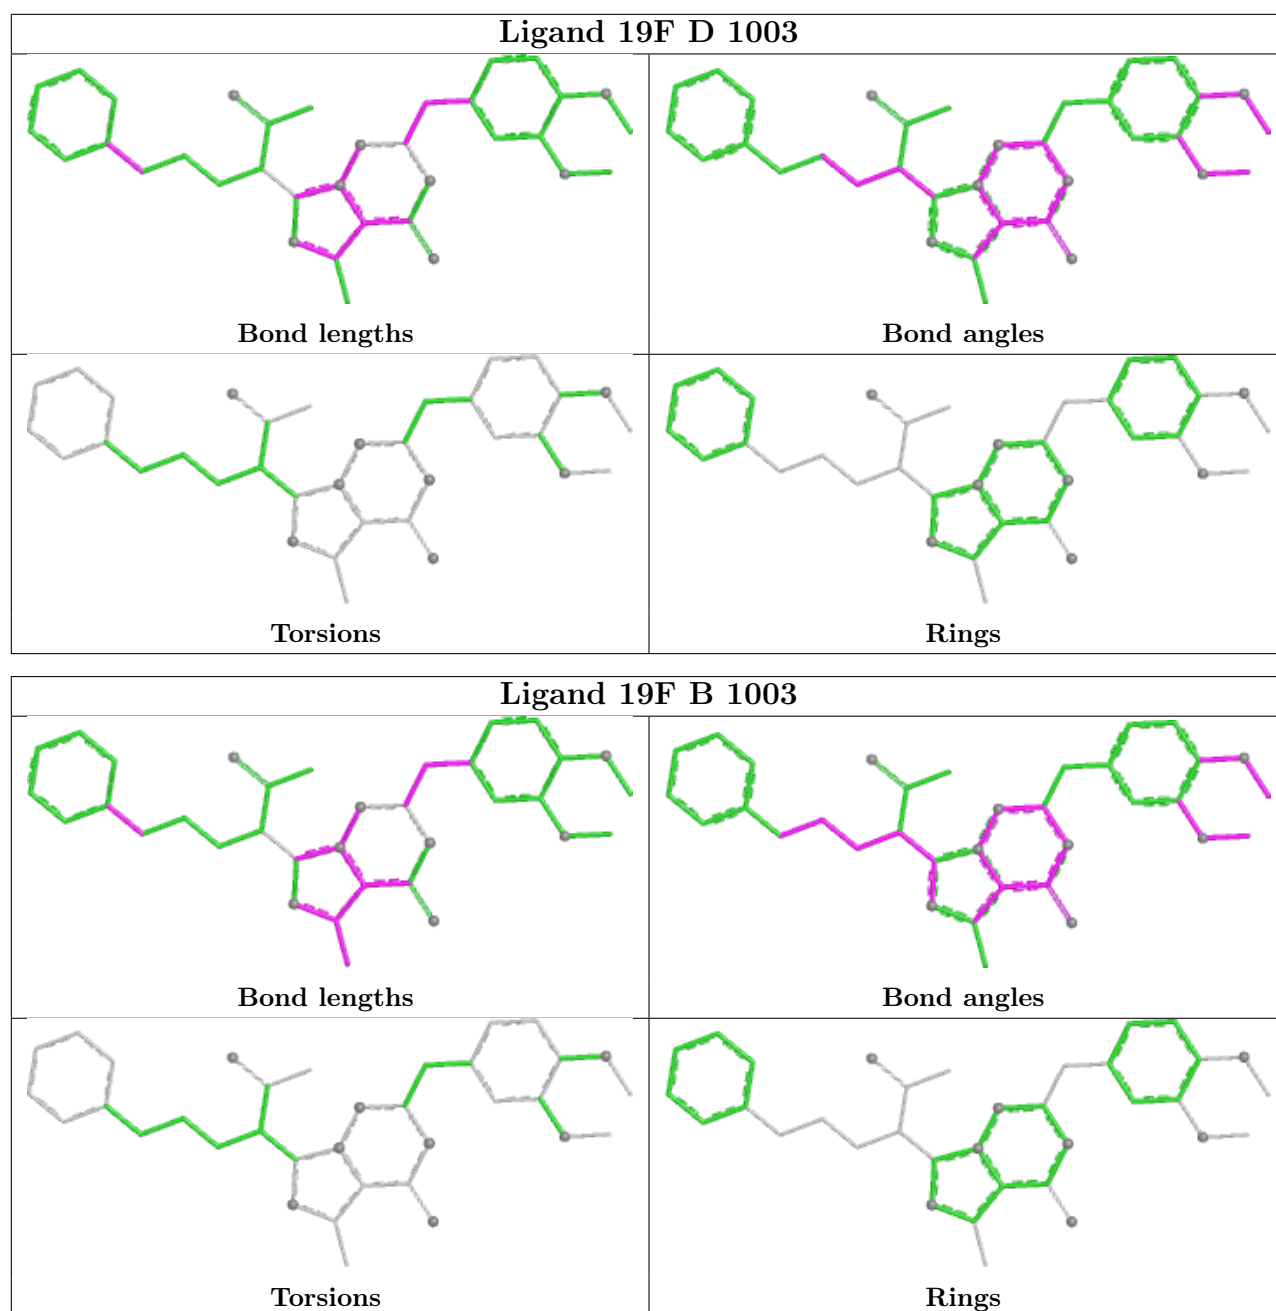 Ligand 19F D 1003
Bond lengths
Bond angles
Torsions
Rings
Ligand 19F B 1003
Bond lengths
Bond angles
Torsions
Rings